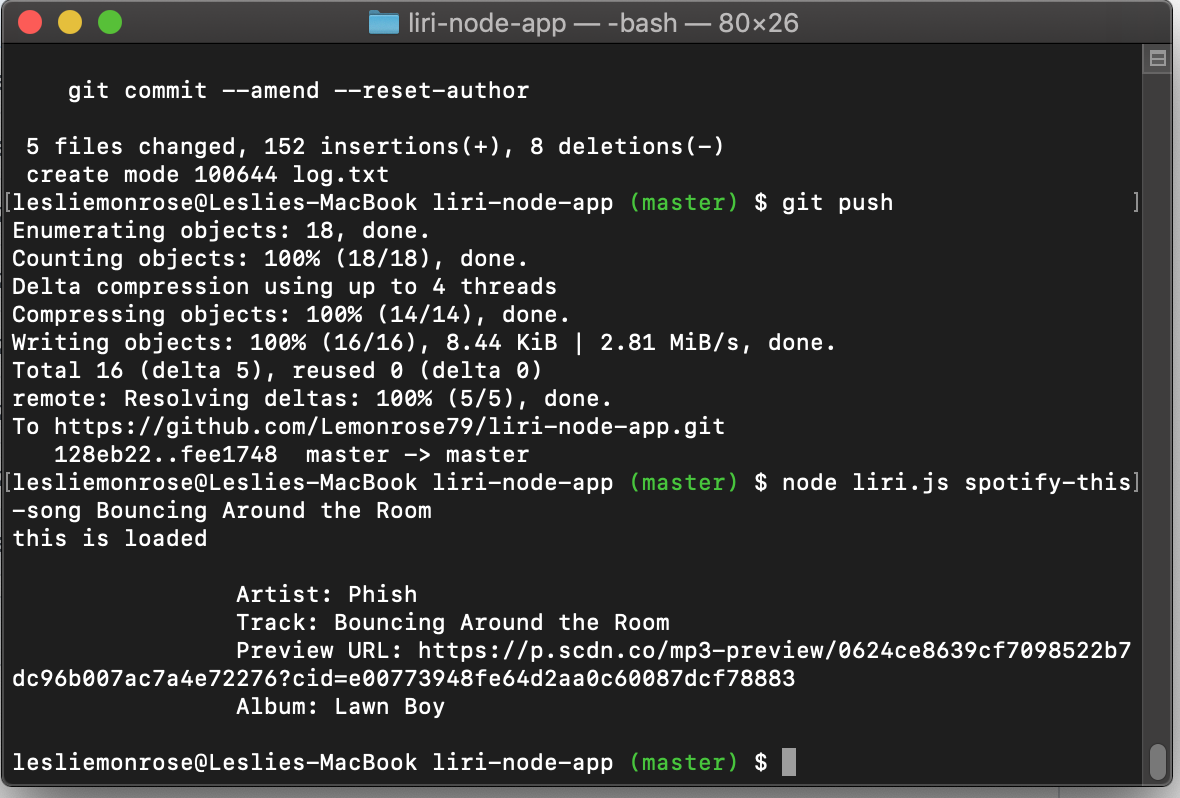 liri-node-app — -bash — 80×26
git commit --amend --reset-author
5 files changed, 152 insertions(+), 8 deletions(-)
create mode 100644 log.txt
[lesliemonrose@Leslies-MacBook liri-node-app (master) $ git push ]
Enumerating objects: 18, done.
Counting objects: 100% (18/18), done.
Delta compression using up to 4 threads
Compressing objects: 100% (14/14), done.
Writing objects: 100% (16/16), 8.44 KiB | 2.81 MiB/s, done.
Total 16 (delta 5), reused 0 (delta 0)
remote: Resolving deltas: 100% (5/5), done.
To https://github.com/Lemonrose79/liri-node-app.git
128eb22..fee1748  master -> master
[lesliemonrose@Leslies-MacBook liri-node-app (master) $ node liri.js spotify-this]
-song Bouncing Around the Room
this is loaded
Artist: Phish
Track: Bouncing Around the Room
Preview URL: https://p.scdn.co/mp3-preview/0624ce8639cf7098522b7
dc96b007ac7a4e72276?cid=e00773948fe64d2aa0c60087dcf78883
Album: Lawn Boy
lesliemonrose@Leslies-MacBook liri-node-app (master) $